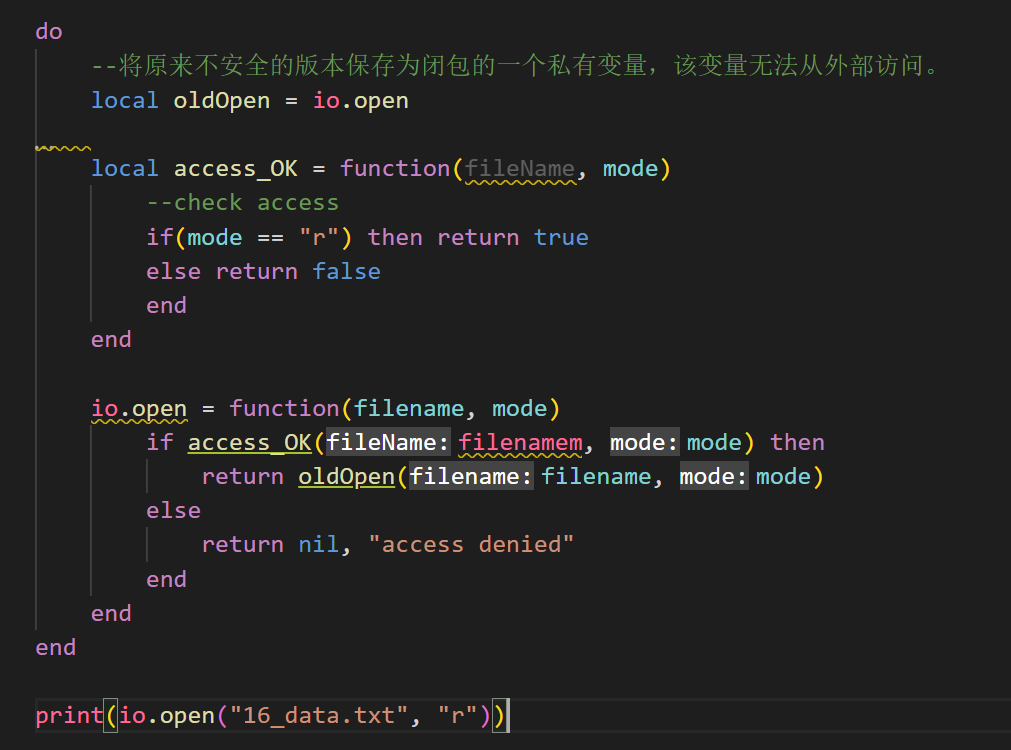 do
--将原来不安全的版本保存为闭包的一个私有变量，该变量无法从外部访问。
local oldOpen = io.open
local access_OK = function(fileName, mode)
--check access
if(mode == "r") then return true
else return false
end
end
io.open = function(filename, mode)
if access_OK(fileName: filenamem, mode: mode) then
return oldOpen(filename: filename, mode: mode)
else
return nil, "access denied"
end
end
end
print(io.open("16_data.txt", "r"))